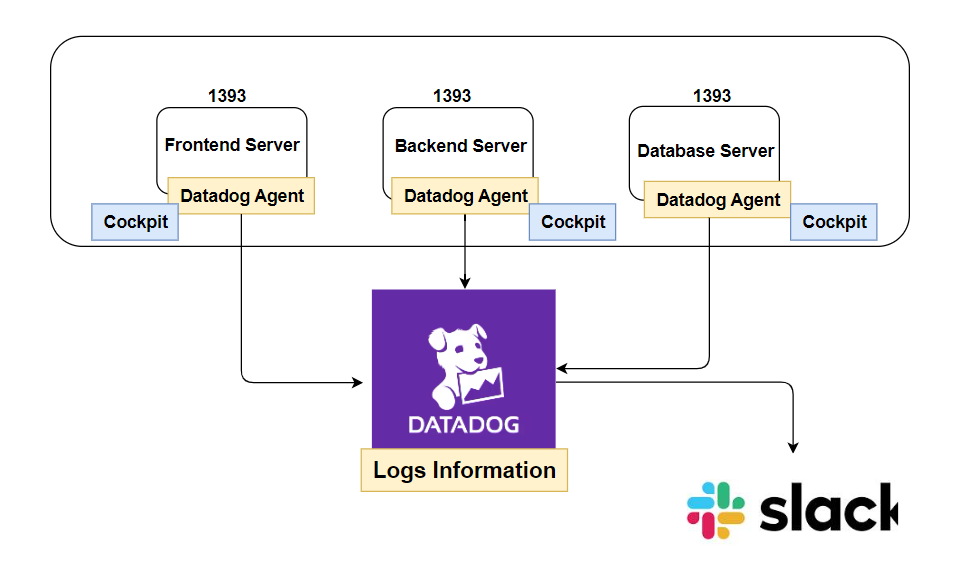 1393
1393
1393
Frontend Server
Backend Server
Database Server
Datadog Agent
Datadog Agent
Datadog Agent
Cockpit
Cockpit
Cockpit
DATADOG
Logs Information
slack